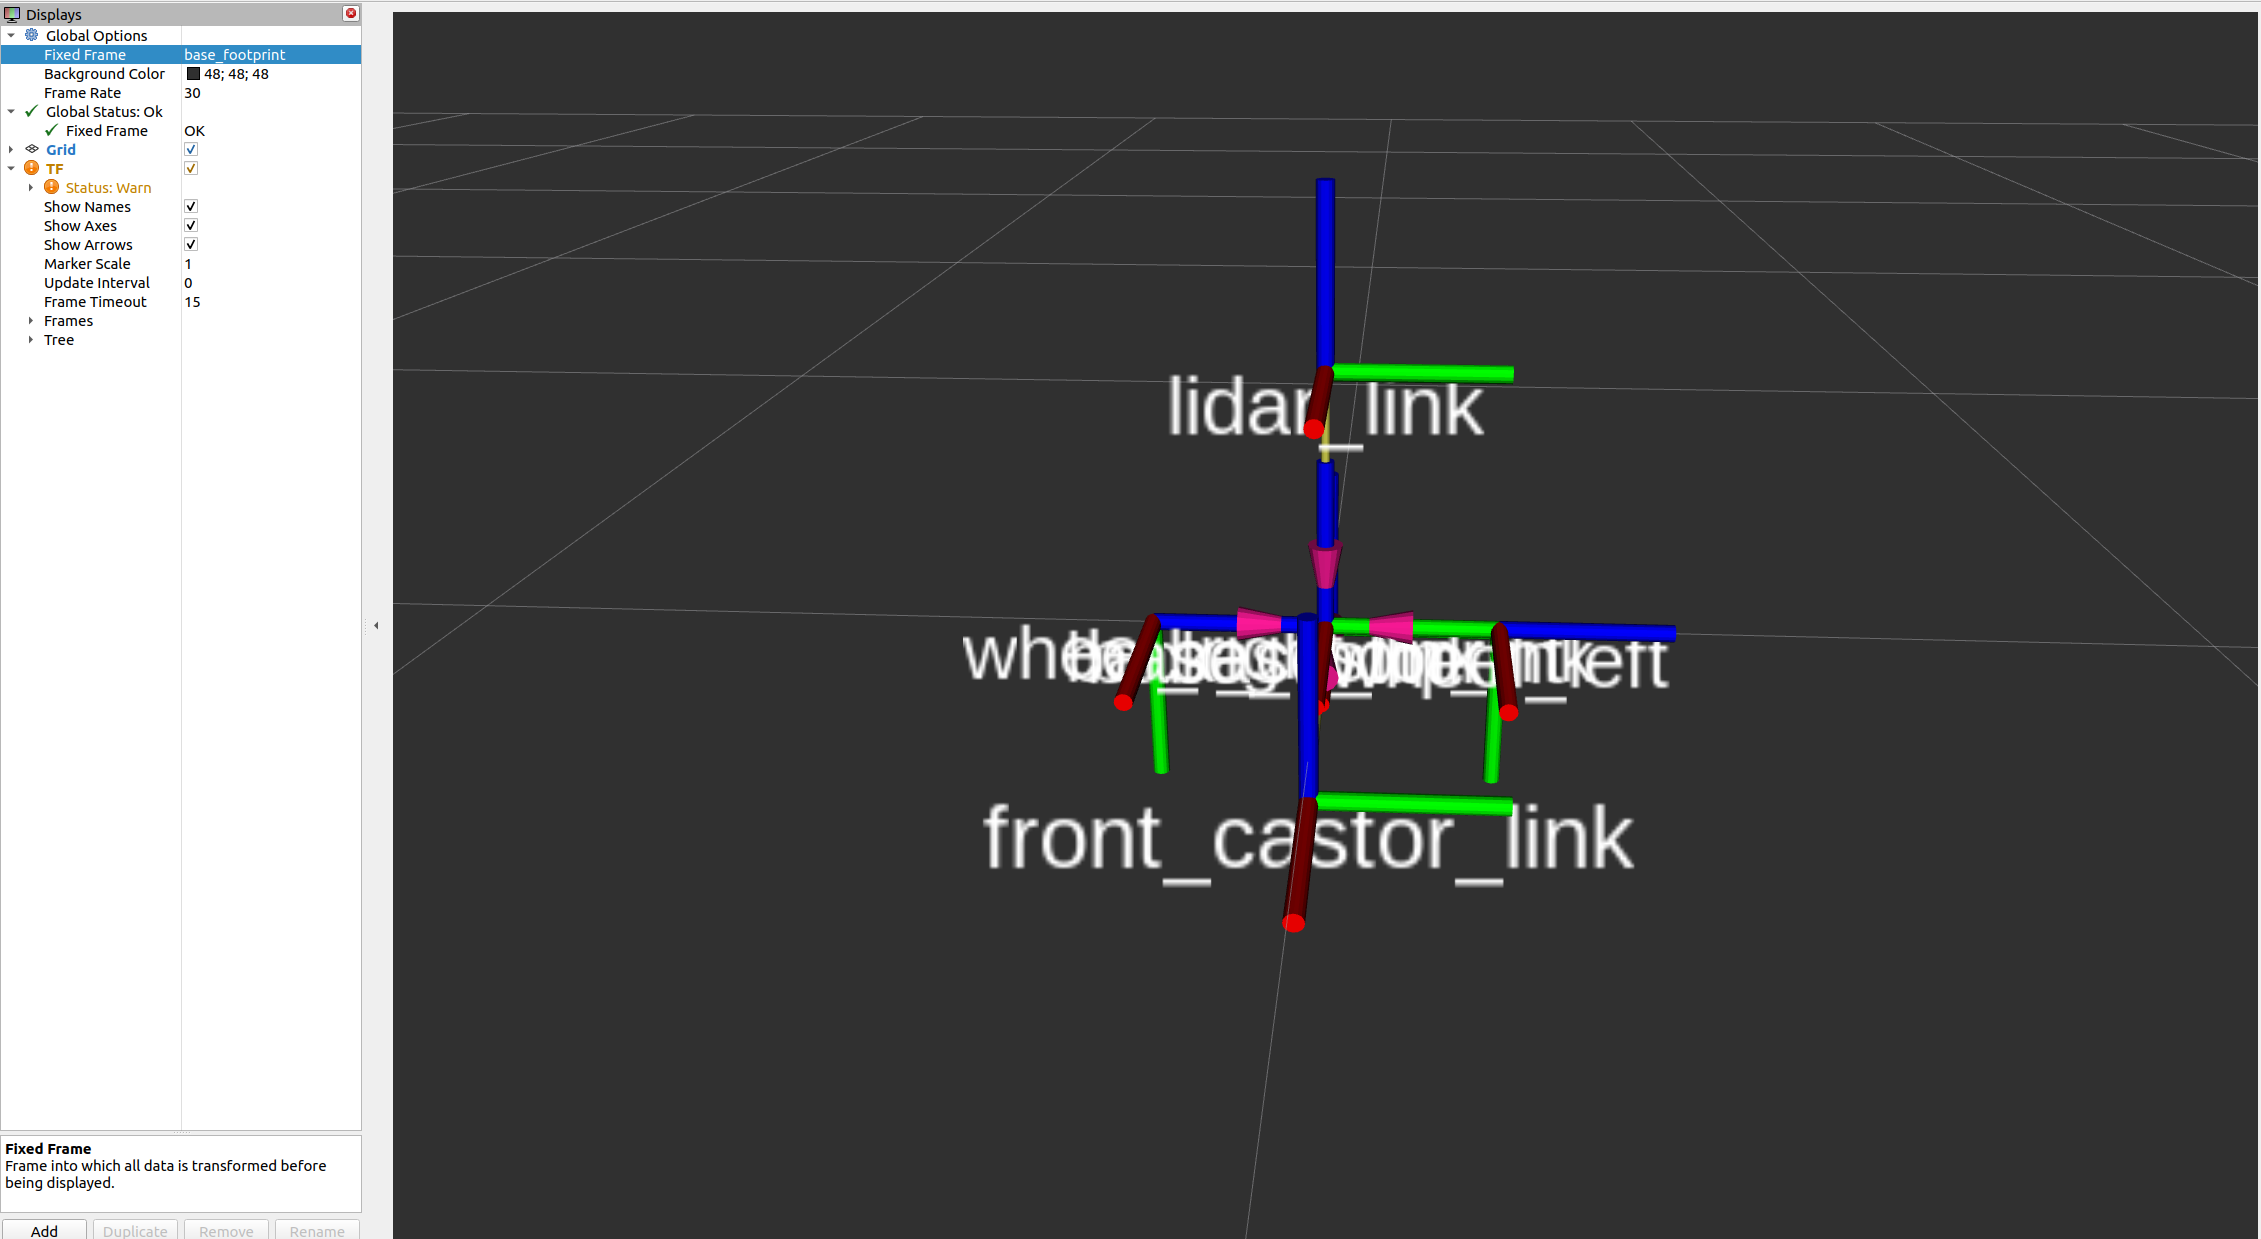 Displays
Global Options
Fixed Frame base_footprint
Background Color 48; 48; 48
Frame Rate 30
Global Status: Ok
Fixed Frame OK
Grid
TF
Status: Warn
Show Names
Show Axes
Show Arrows
Marker Scale 1
Update Interval 0
Frame Timeout 15
Frames
Tree
Fixed Frame
Frame into which all data is transformed before
being displayed.
Add Duplicate Remove Rename
lidar_link
front_castor_link